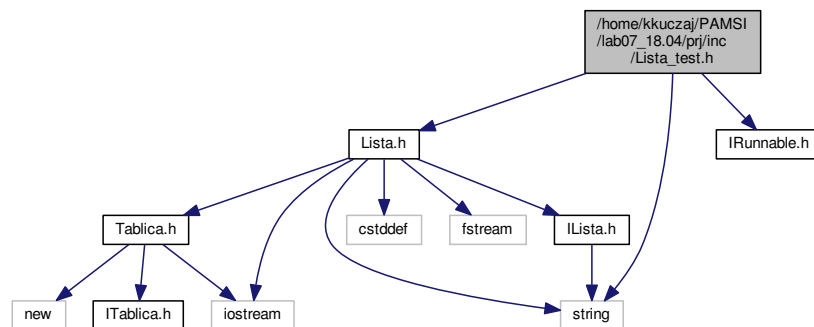 /home/kkuczaj/PAMSI
/lab07_18.04/prj/inc
/Lista_test.h
Lista.h
IRunnable.h
Tablica.h
cstddef
fstream
ILista.h
new
ITablica.h
iostream
string